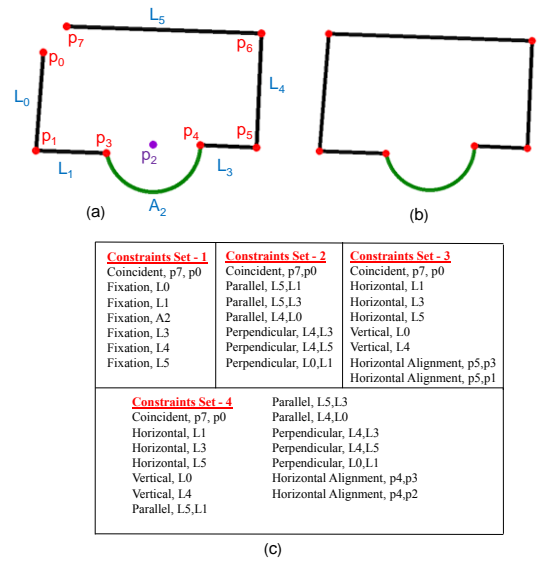 L5
p7
p6
p0
L0
L4
p1
p3
p4
p5
p2
L1
L3
A2
(a)
(b)
Constraints Set - 1
Coincident, p7, p0
Fixation, L0
Fixation, L1
Fixation, A2
Fixation, L3
Fixation, L4
Fixation, L5
Constraints Set - 2
Coincident, p7,p0
Parallel, L5,L1
Parallel, L5,L3
Parallel, L4,L0
Perpendicular, L4,L3
Perpendicular, L4,L5
Perpendicular, L0,L1
Constraints Set - 3
Coincident, p7, p0
Horizontal, L1
Horizontal, L3
Horizontal, L5
Vertical, L0
Vertical, L4
Horizontal Alignment, p5,p3
Horizontal Alignment, p5,p1
Constraints Set - 4
Coincident, p7, p0
Horizontal, L1
Horizontal, L3
Horizontal, L5
Vertical, L0
Vertical, L4
Parallel, L5,L1
Parallel, L5,L3
Parallel, L4,L0
Perpendicular, L4,L3
Perpendicular, L4,L5
Perpendicular, L0,L1
Horizontal Alignment, p4,p3
Horizontal Alignment, p4,p2
(c)